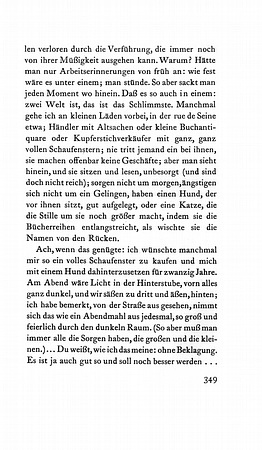 len verloren durch die Verführung, die immer noch
von ihrer Müßigkeit ausgehen kann. Warum? Hätte
man nur Arbeitserinnerungen von früh an: wie fest
wäre es unter einem; man stünde. So aber sackt man
jeden Moment wo hinein. Daß es so auch in einem:
zwei Welt ist, das ist das Schlimmste. Manchmal
gehe ich an kleinen Läden vorbei, in der rue de Seine
etwa; Händler mit Altsachen oder kleine Buchanti-
quare oder Kupferstichverkäufer mit ganz, ganz
vollen Schaufenstern; nie tritt jemand ein bei ihnen,
sie machen offenbar keine Geschäfte; aber man sieht
hinein, und sie sitzen und lesen, unbesorgt (und sind
doch nicht reich); sorgen nicht um morgen, ängstigen
sich nicht um ein Gelingen, haben einen Hund, der
vor ihnen sitzt, gut aufgelegt, oder eine Katze, die
die Stille um sie noch größer macht, indem sie die
Bücherreihen entlangstreicht, als wischte sie die
Namen von den Rücken.
Ach, wenn das genügte: ich wünschte manchmal
mir so ein volles Schaufenster zu kaufen und mich
mit einem Hund dahinterzusetzen für zwanzig Jahre.
Am Abend wäre Licht in der Hinterstube, vorn alles
ganz dunkel, und wir säßen zu dritt und äßen, hinten;
ich habe bemerkt, von der Straße aus gesehen, nimmt
sich das wie ein Abendmahl aus jedesmal, so groß und
feierlich durch den dunkeln Raum. (So aber muß man
immer alle die Sorgen haben, die großen und die klei-
nen.)... Du weißt, wie ich das meine: ohne Beklagung.
Es ist ja auch gut so und soll noch besser werden ...
349